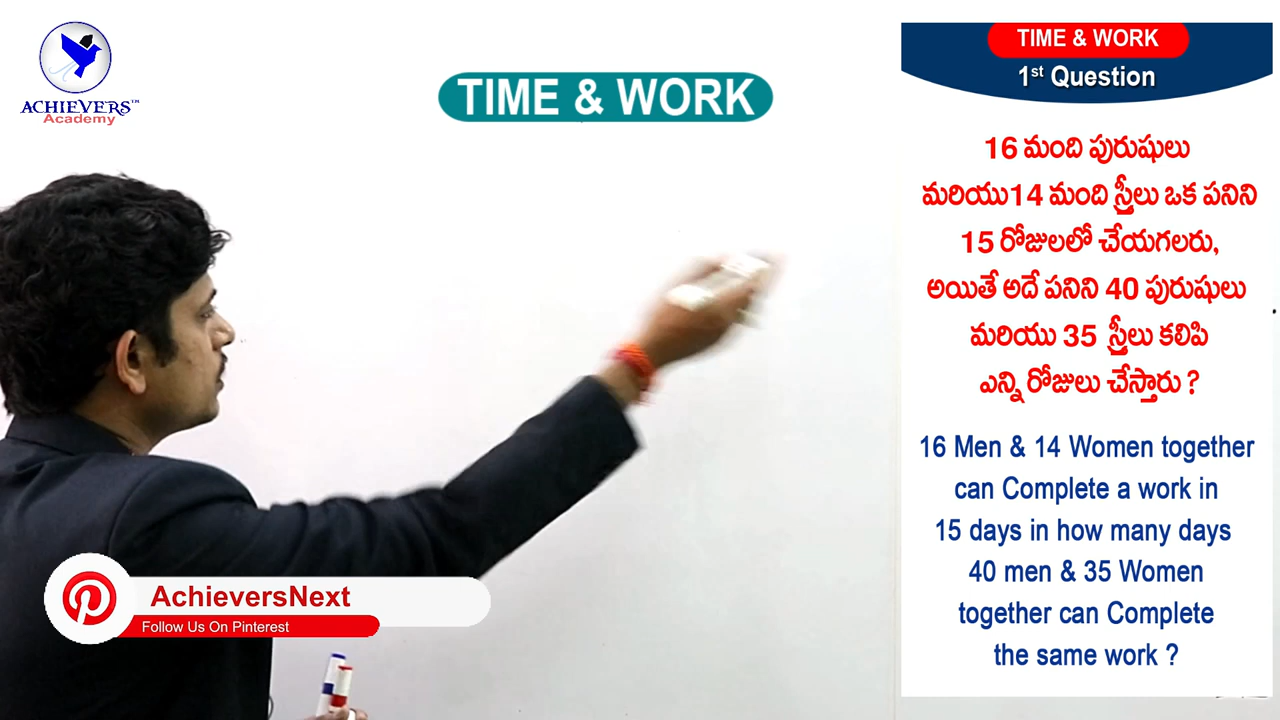 ACHIEVERS™
Academy
TIME & WORK
TIME & WORK
1st Question
16 మంది పురుషులు
మరియు14 మంది స్త్రీలు ఒక పనిని
15 రోజులలో చేయగలరు,
అయితే అదే పనిని 40 పురుషులు
మరియు 35 స్త్రీలు కలిపి
ఎన్ని రోజులు చేస్తారు ?
16 Men & 14 Women together
can Complete a work in
15 days in how many days
40 men & 35 Women
together can Complete
the same work ?
AchieversNext
Follow Us On Pinterest